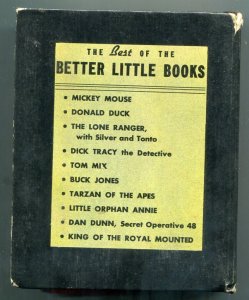 THE Best OF THE
BETTER LITTLE BOOKS
• MICKEY MOUSE
• DONALD DUCK
• THE LONE RANGER,
with Silver and Tonto
• DICK TRACY the Detective
• TOM MIX
• BUCK JONES
• TARZAN OF THE APES
• LITTLE ORPHAN ANNIE
• DAN DUNN, Secret Operative 48
• KING OF THE ROYAL MOUNTED